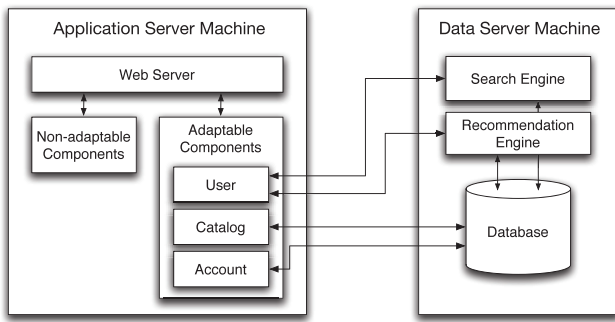 Application Server Machine
Web Server
Non-adaptable
Components
Adaptable
Components
User
Catalog
Account
Data Server Machine
Search Engine
Recommendation
Engine
Database